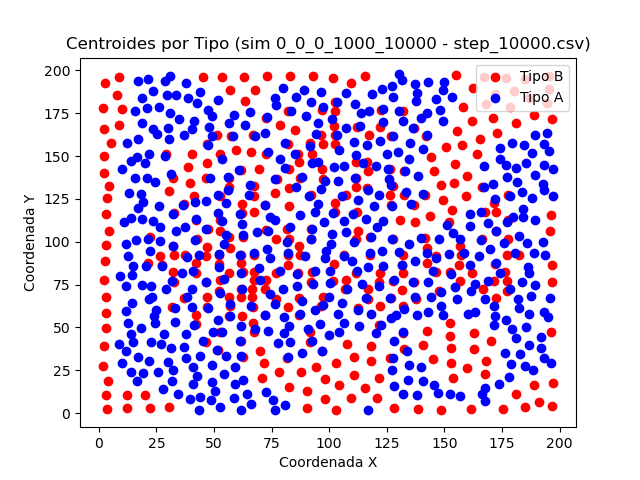 Centroides por Tipo (sim 0_0_0_1000_10000 - step_10000.csv)
Tipo B
Tipo A
200
175
150
125
100
75
50
25
0
Coordenada Y
0 25 50 75 100 125 150 175 200
Coordenada X